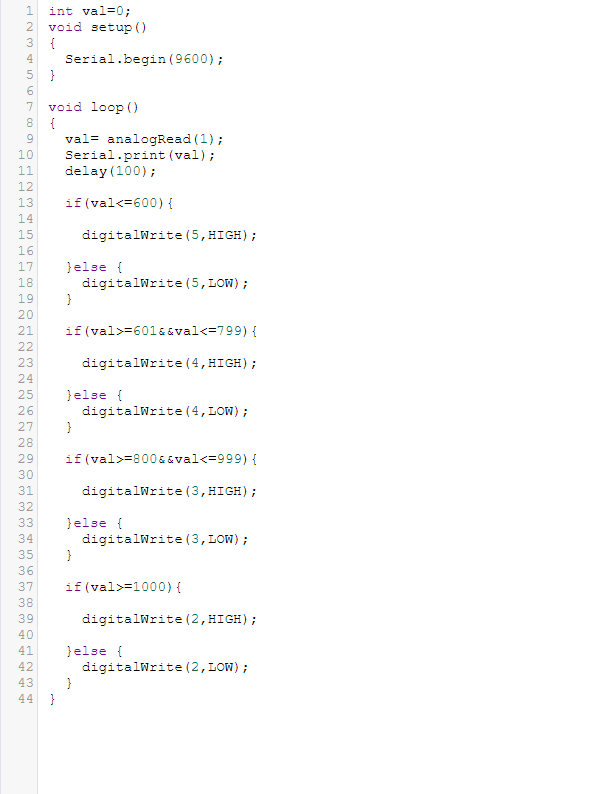 1 int val=0;
2 void setup()
3 {
4   Serial.begin(9600);
5 }
6
7 void loop()
8 {
9   val= analogRead(1);
10   Serial.print(val);
11   delay(100);
12
13   if(val<=600){
14
15     digitalWrite(5,HIGH);
16
17   }else {
18     digitalWrite(5,LOW);
19   }
20
21   if(val>=601&&val<=799){
22
23     digitalWrite(4,HIGH);
24
25   }else {
26     digitalWrite(4,LOW);
27   }
28
29   if(val>=800&&val<=999){
30
31     digitalWrite(3,HIGH);
32
33   }else {
34     digitalWrite(3,LOW);
35   }
36
37   if(val>=1000){
38
39     digitalWrite(2,HIGH);
40
41   }else {
42     digitalWrite(2,LOW);
43   }
44 }